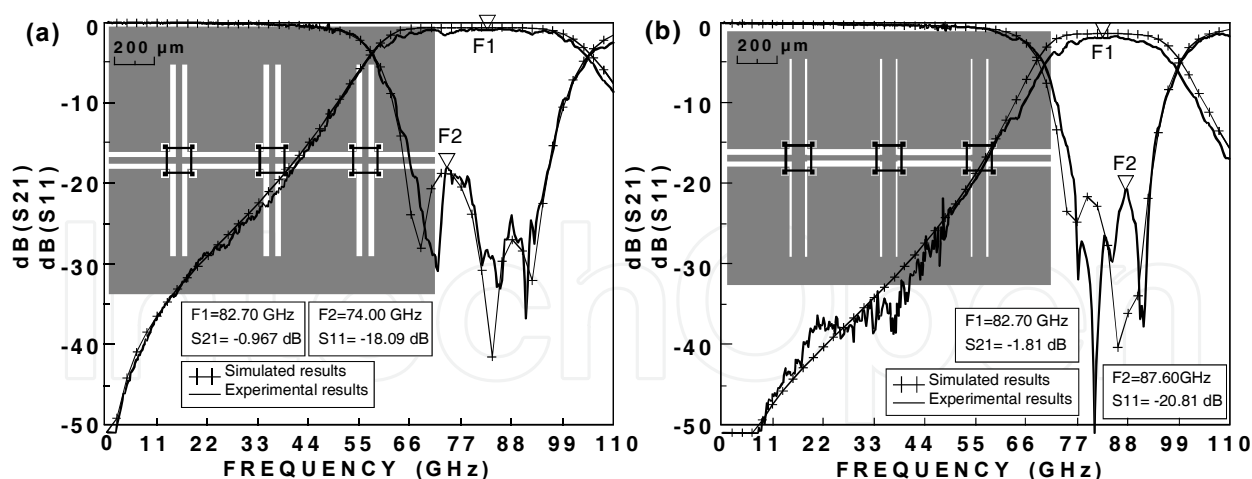 (a)
200 µm
F1
F2
F1=82.70 GHz
S21= -0.967 dB
F2=74.00 GHz
S11= -18.09 dB
Simulated results
Experimental results
0
-10
-20
-30
-40
-50
dB(S21)
dB(S11)
0 11 22 33 44 55 66 77 88 99 110
FREQUENCY (GHz)
(b)
200 µm
F1
F2
F1=82.70 GHz
S21= -1.81 dB
Simulated results
Experimental results
F2=87.60GHz
S11= -20.81 dB
0
-10
-20
-30
-40
-50
dB(S21)
dB(S11)
0 11 22 33 44 55 66 77 88 99 110
FREQUENCY (GHz)
IntechOpen